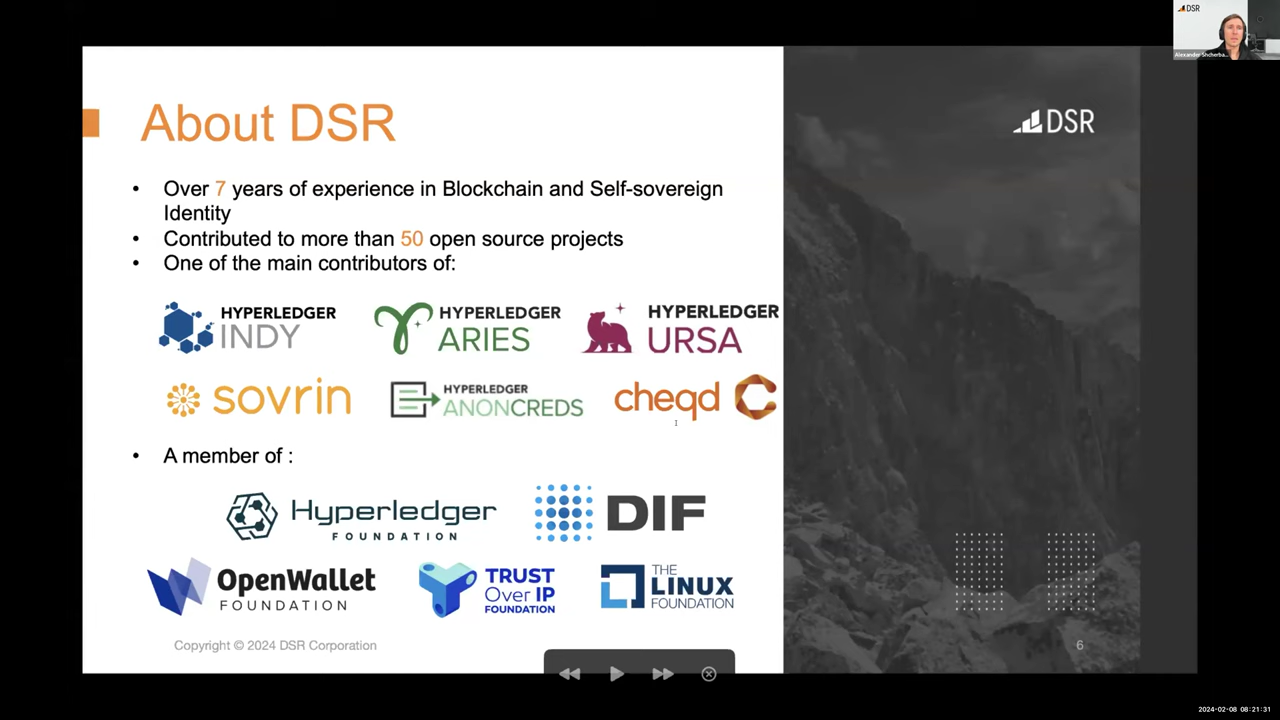 DSR
Alexander Shcherba...
About DSR
DSR
• Over 7 years of experience in Blockchain and Self-sovereign
Identity
• Contributed to more than 50 open source projects
• One of the main contributors of:
HYPERLEDGER
INDY
HYPERLEDGER
ARIES
HYPERLEDGER
URSA
sovrin
HYPERLEDGER
ANONCREDS
cheqd
• A member of :
Hyperledger
FOUNDATION
DIF
OpenWallet
FOUNDATION
TRUST
Over IP
FOUNDATION
THE
LINUX
FOUNDATION
Copyright © 2024 DSR Corporation
6
2024-02-08 08:21:31